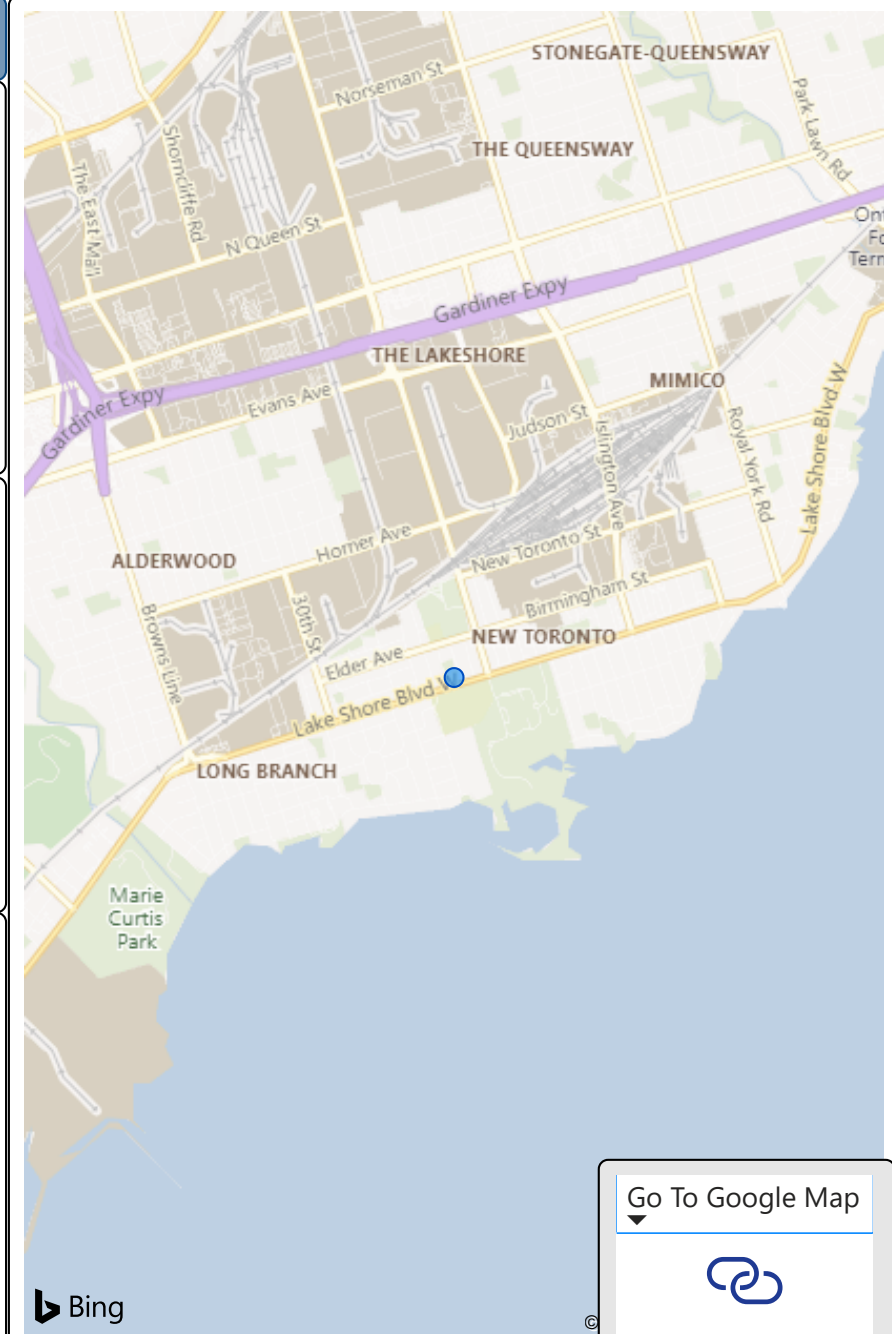 STONEGATE-QUEENSWAY
Norseman St
Park Lawn Rd
THE QUEENSWAY
Shorncliffe Rd
The East Mall
N Queen St
Gardiner Expy
THE LAKESHORE
MIMICO
Gardiner Expy
Evans Ave
Judson St
Islington Ave
Royal York Rd
Lake Shore Blvd W
Horner Ave
New Toronto St
ALDERWOOD
Birmingham St
30th St
Browns Line
NEW TORONTO
Elder Ave
Lake Shore Blvd W
LONG BRANCH
Marie
Curtis
Park
Go To Google Map
Bing
©